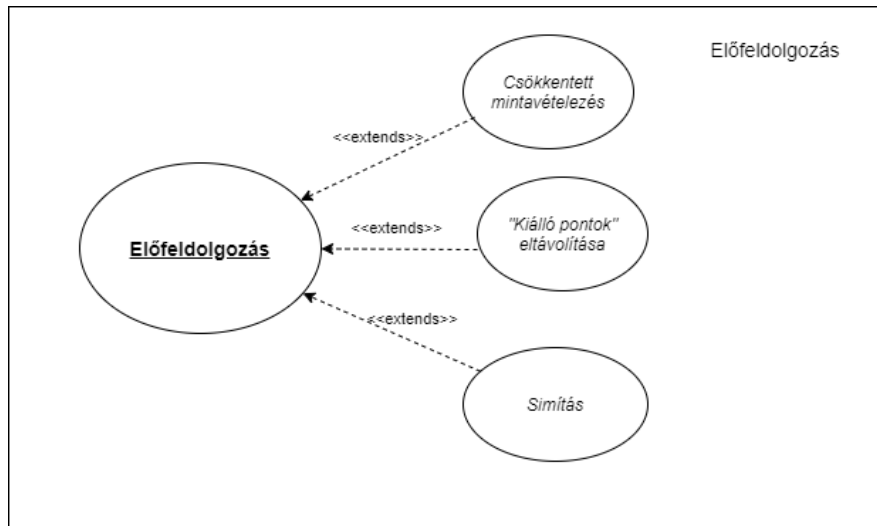 Előfeldolgozás
Csökkentett
mintavételezés
<<extends>>
"Kiálló pontok"
eltávolítása
<<extends>>
Előfeldolgozás
<<extends>>
Simítás